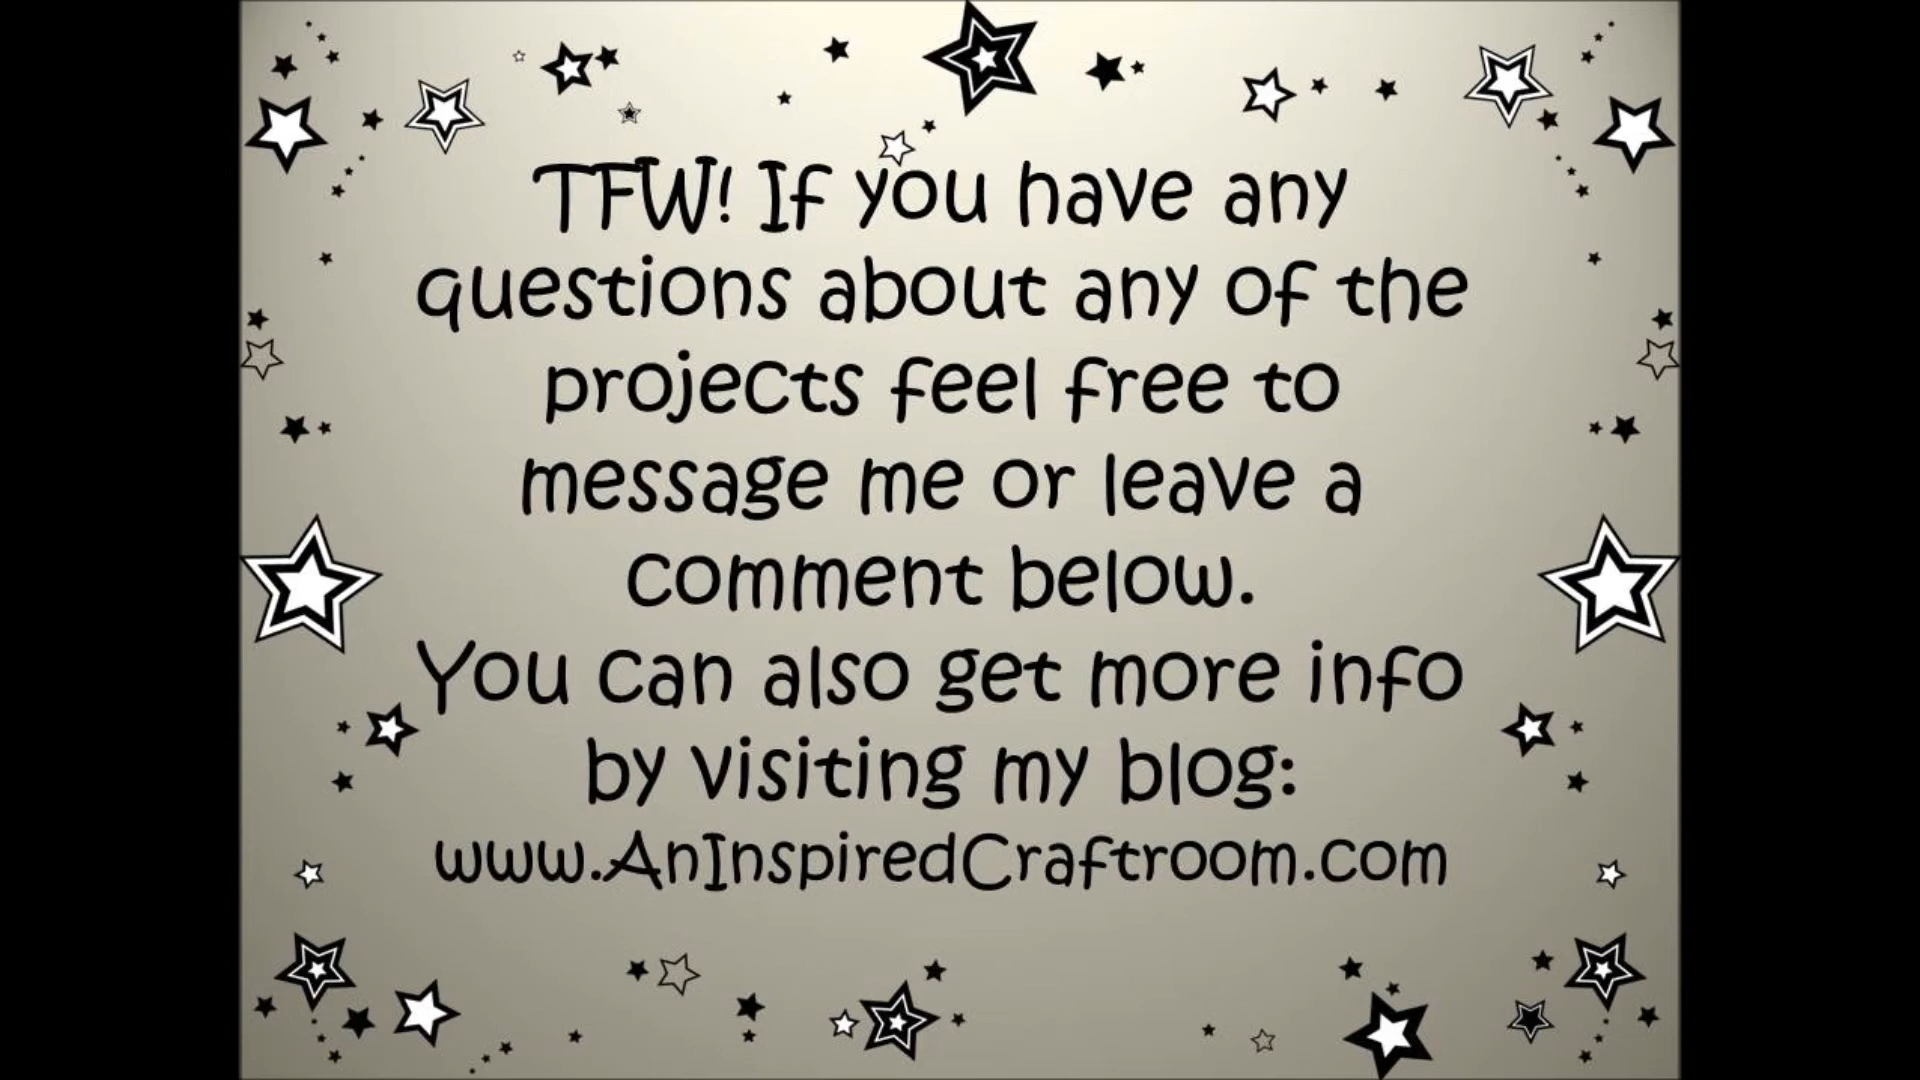 TFW! If you have any
questions about any of the
projects feel free to
message me or leave a
comment below.
You can also get more info
by visiting my blog:
www.AnInspiredCraftroom.com